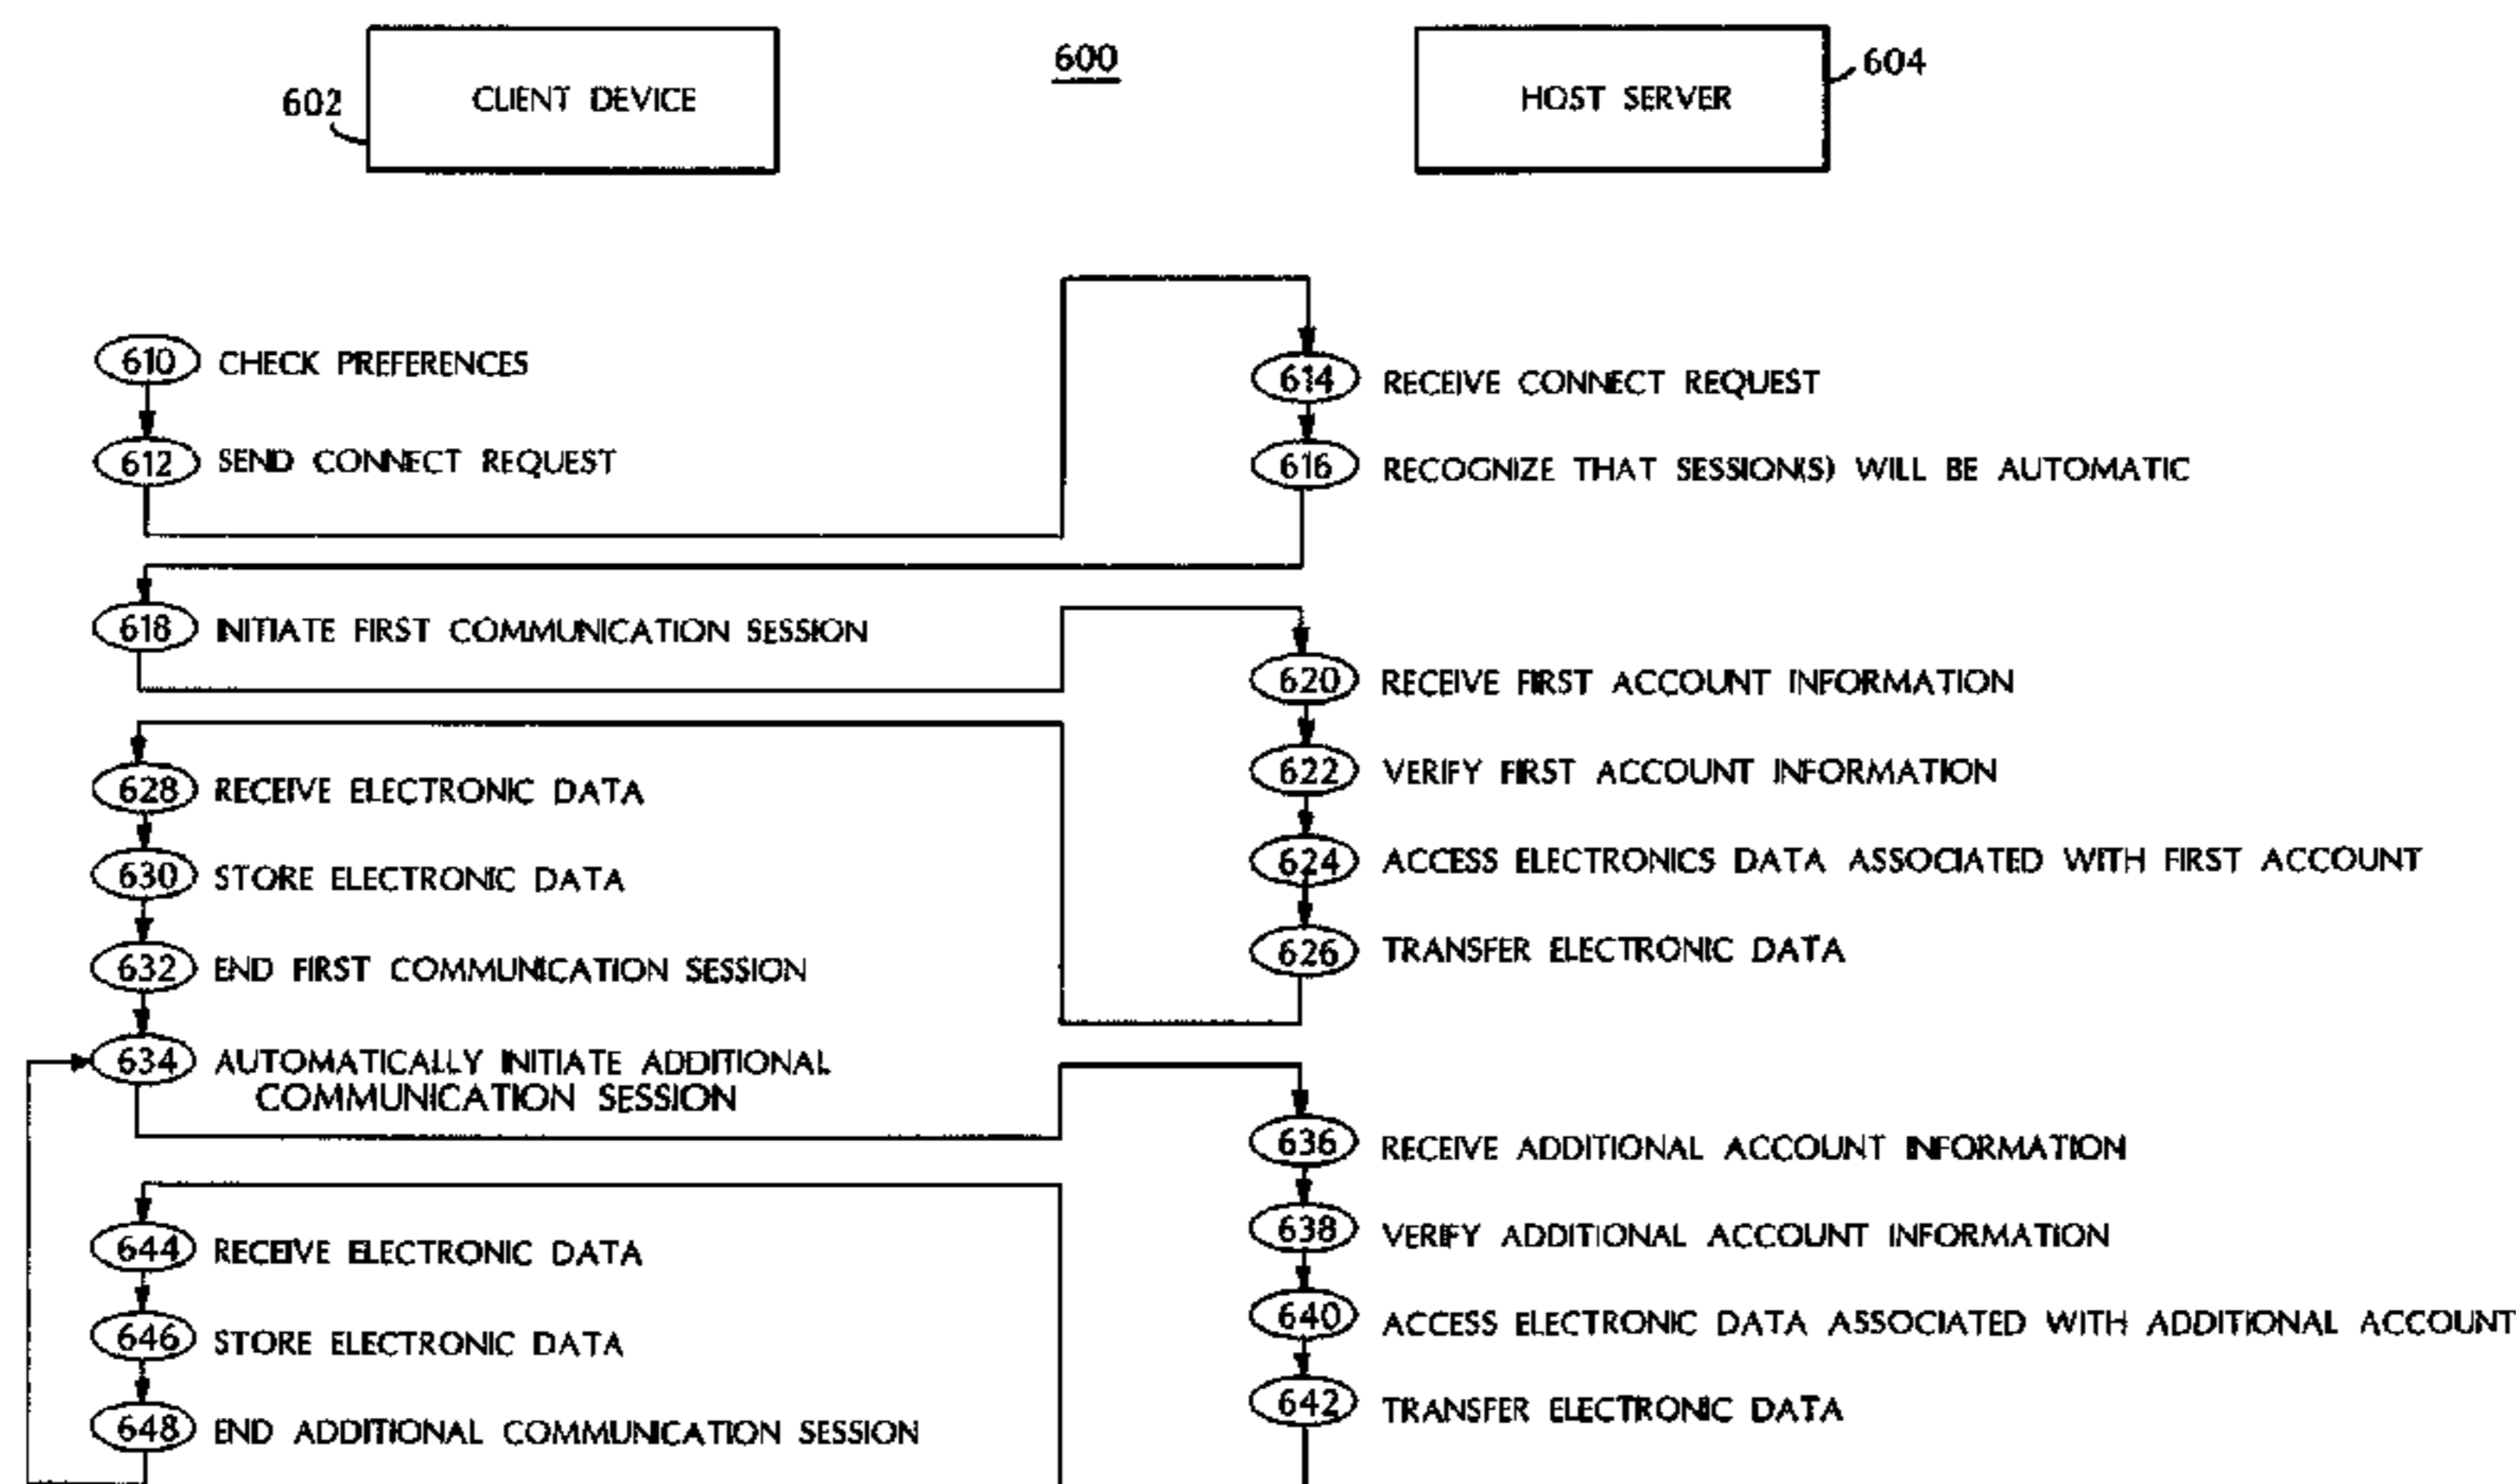 600
602
CLIENT DEVICE
HOST SERVER
604
610 CHECK PREFERENCES
612 SEND CONNECT REQUEST
614 RECEIVE CONNECT REQUEST
616 RECOGNIZE THAT SESSION(S) WILL BE AUTOMATIC
618 INITIATE FIRST COMMUNICATION SESSION
620 RECEIVE FIRST ACCOUNT INFORMATION
622 VERIFY FIRST ACCOUNT INFORMATION
624 ACCESS ELECTRONICS DATA ASSOCIATED WITH FIRST ACCOUNT
626 TRANSFER ELECTRONIC DATA
628 RECEIVE ELECTRONIC DATA
630 STORE ELECTRONIC DATA
632 END FIRST COMMUNICATION SESSION
634 AUTOMATICALLY INITIATE ADDITIONAL
COMMUNICATION SESSION
636 RECEIVE ADDITIONAL ACCOUNT INFORMATION
638 VERIFY ADDITIONAL ACCOUNT INFORMATION
640 ACCESS ELECTRONIC DATA ASSOCIATED WITH ADDITIONAL ACCOUNT
642 TRANSFER ELECTRONIC DATA
644 RECEIVE ELECTRONIC DATA
646 STORE ELECTRONIC DATA
648 END ADDITIONAL COMMUNICATION SESSION